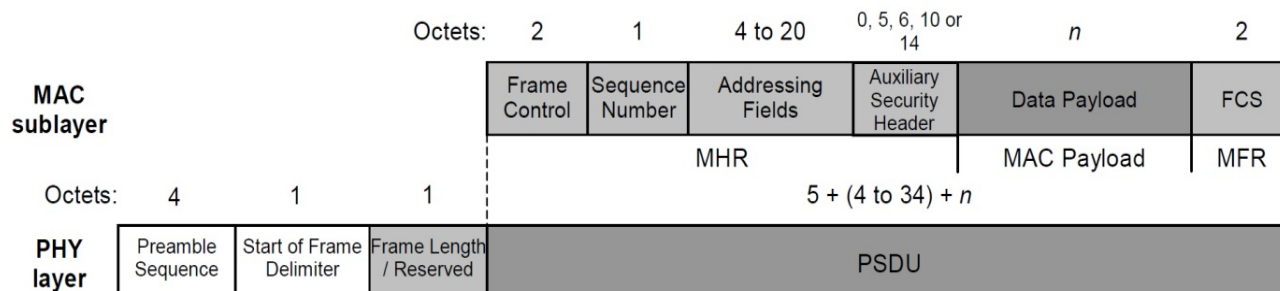 Octets: 2 1 4 to 20 0, 5, 6, 10 or 14 n 2
MAC sublayer
Frame Control
Sequence Number
Addressing Fields
Auxiliary Security Header
Data Payload
FCS
MHR MAC Payload MFR
Octets: 4 1 1 5 + (4 to 34) + n
PHY layer
Preamble Sequence
Start of Frame Delimiter
Frame Length / Reserved
PSDU